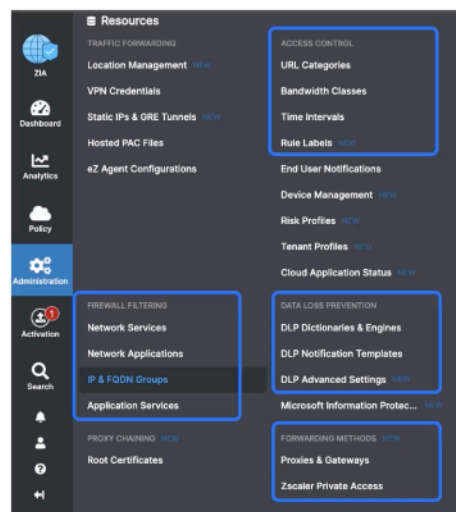 Resources
TRAFFIC FORWARDING
Location Management NEW
VPN Credentials
Static IPs & GRE Tunnels NEW
Hosted PAC Files
eZ Agent Configurations
ACCESS CONTROL
URL Categories
Bandwidth Classes
Time Intervals
Rule Labels NEW
End User Notifications
Device Management NEW
Risk Profiles NEW
Tenant Profiles NEW
Cloud Application Status NEW
FIREWALL FILTERING
Network Services
Network Applications
IP & FQDN Groups
Application Services
DATA LOSS PREVENTION
DLP Dictionaries & Engines
DLP Notification Templates
DLP Advanced Settings NEW
Microsoft Information Protec... NEW
PROXY CHAINING NEW
Root Certificates
FORWARDING METHODS NEW
Proxies & Gateways
Zscaler Private Access
ZIA
Dashboard
Analytics
Policy
Administration
1
Activation
Search